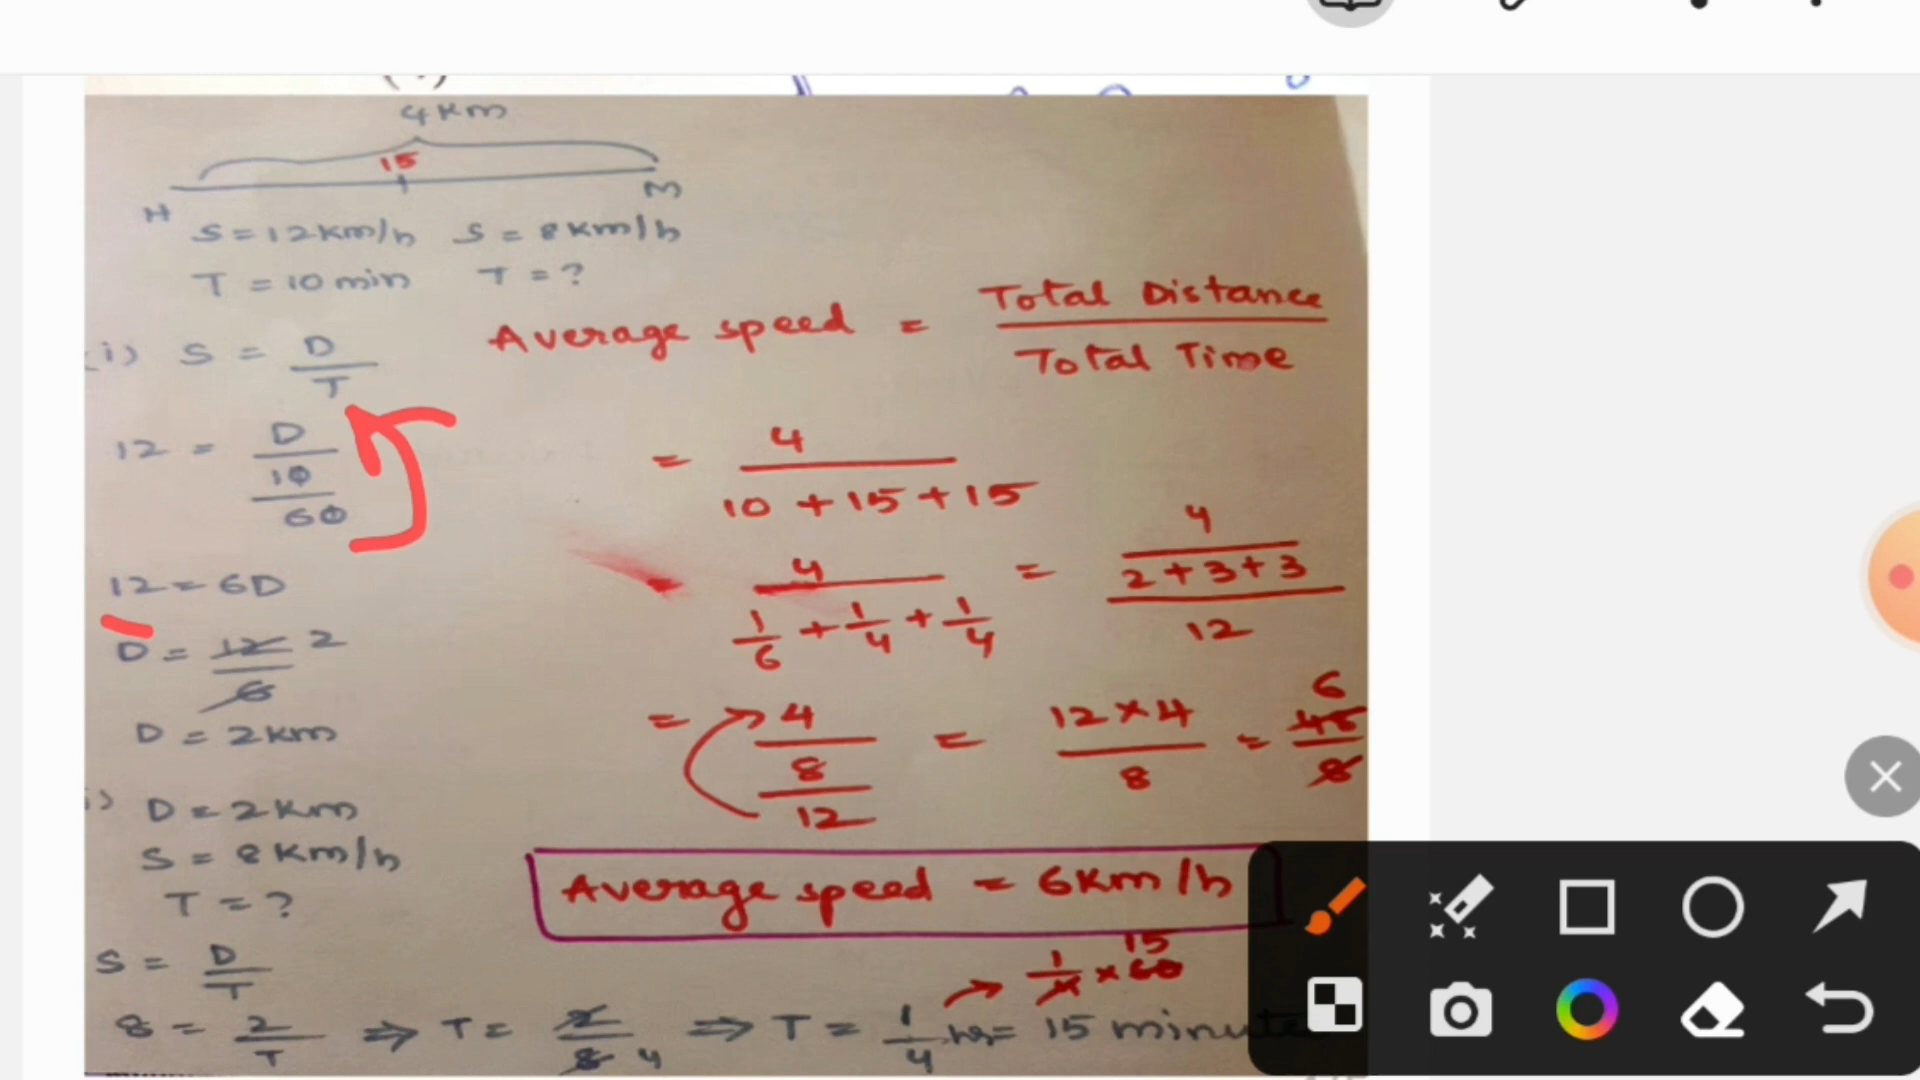 4 Km
15
H M
S = 12 Km/h S = 8 Km/h
T = 10 min T = ?
(i) S = D/T
12 = D/(10/60)
12 = 6D
D = 12/6 2
D = 2 Km
i) D = 2 Km
S = 8 Km/h
T = ?
S = D/T
8 = 2/T ⇒ T = 2/8 4 ⇒ T = 1/4 hrs = 15 minute
→ 1/4 × 60 15
Average speed = Total Distance / Total Time
= 4/(10 + 15 + 15)
4/(1/6 + 1/4 + 1/4) = 4/((2 + 3 + 3)/12)
= 4/(8/12) = (12 × 4)/8 = 48/8 6
Average speed = 6 Km/h